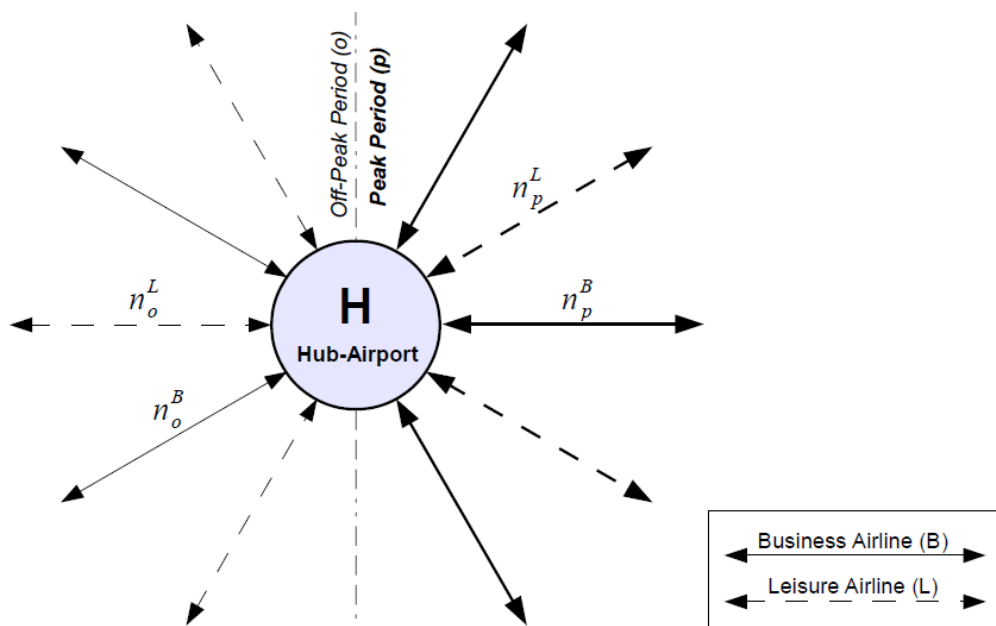 Off-Peak Period (o)
Peak Period (p)
n_p^L
n_o^L
H
n_p^B
Hub-Airport
n_o^B
Business Airline (B)
Leisure Airline (L)